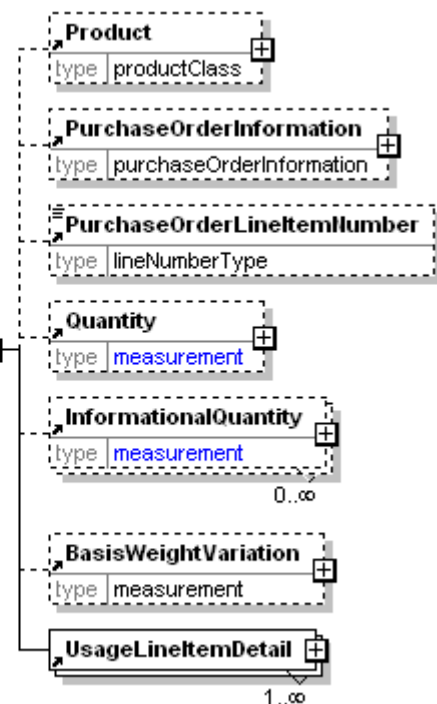 Product
type productClass
PurchaseOrderInformation
type purchaseOrderInformation
PurchaseOrderLineItemNumber
type lineNumberType
Quantity
type measurement
InformationalQuantity
type measurement
0..∞
BasisWeightVariation
type measurement
UsageLineItemDetail
1..∞